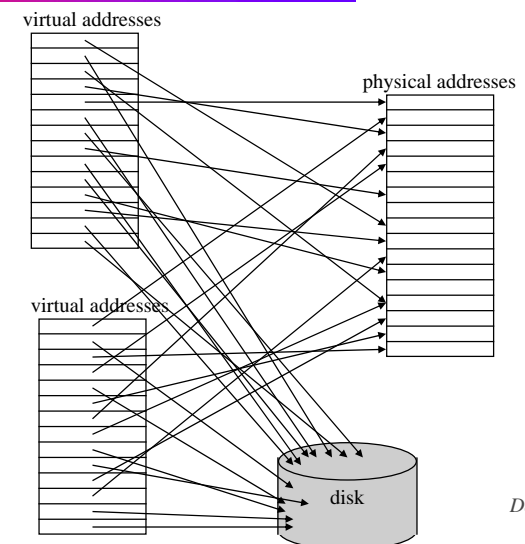 virtual addresses
physical addresses
virtual addresses
disk
D